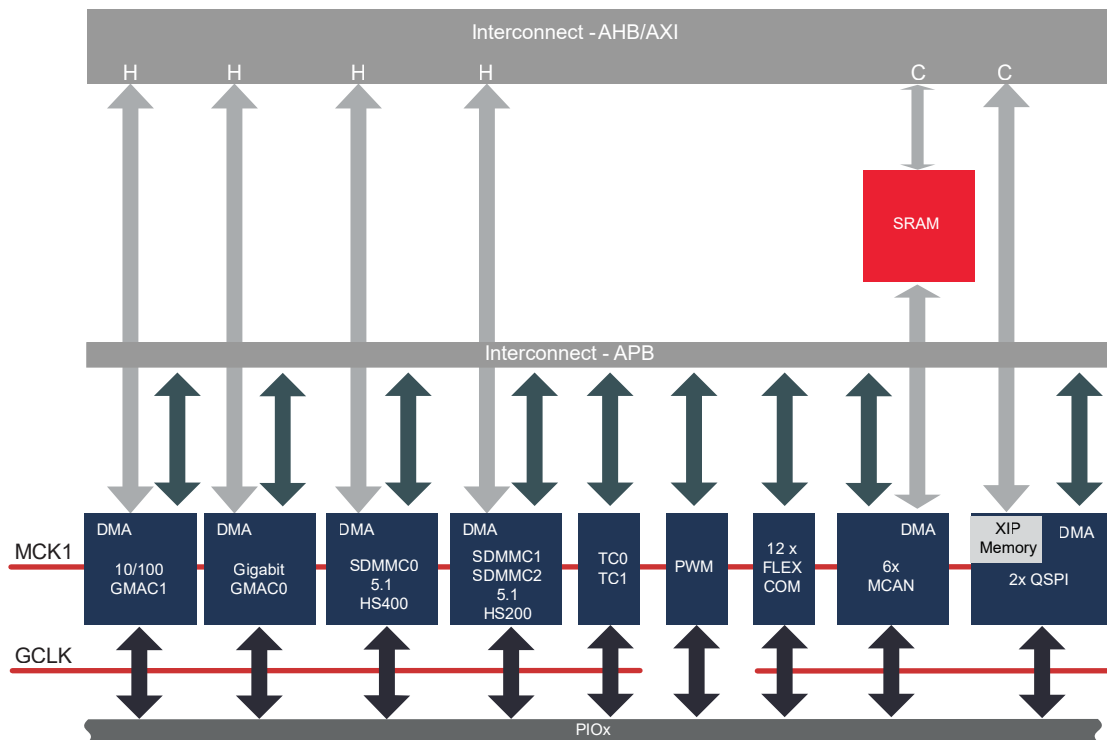 Interconnect - AHB/AXI
H H H H C C
SRAM
Interconnect - APB
MCK1
DMA
10/100
GMAC1
DMA
Gigabit
GMAC0
DMA
SDMMC0
5.1
HS400
DMA
SDMMC1
SDMMC2
5.1
HS200
TC0
TC1
PWM
12 x
FLEX
COM
DMA
6x
MCAN
XIP
Memory
DMA
2x QSPI
GCLK
PIOx